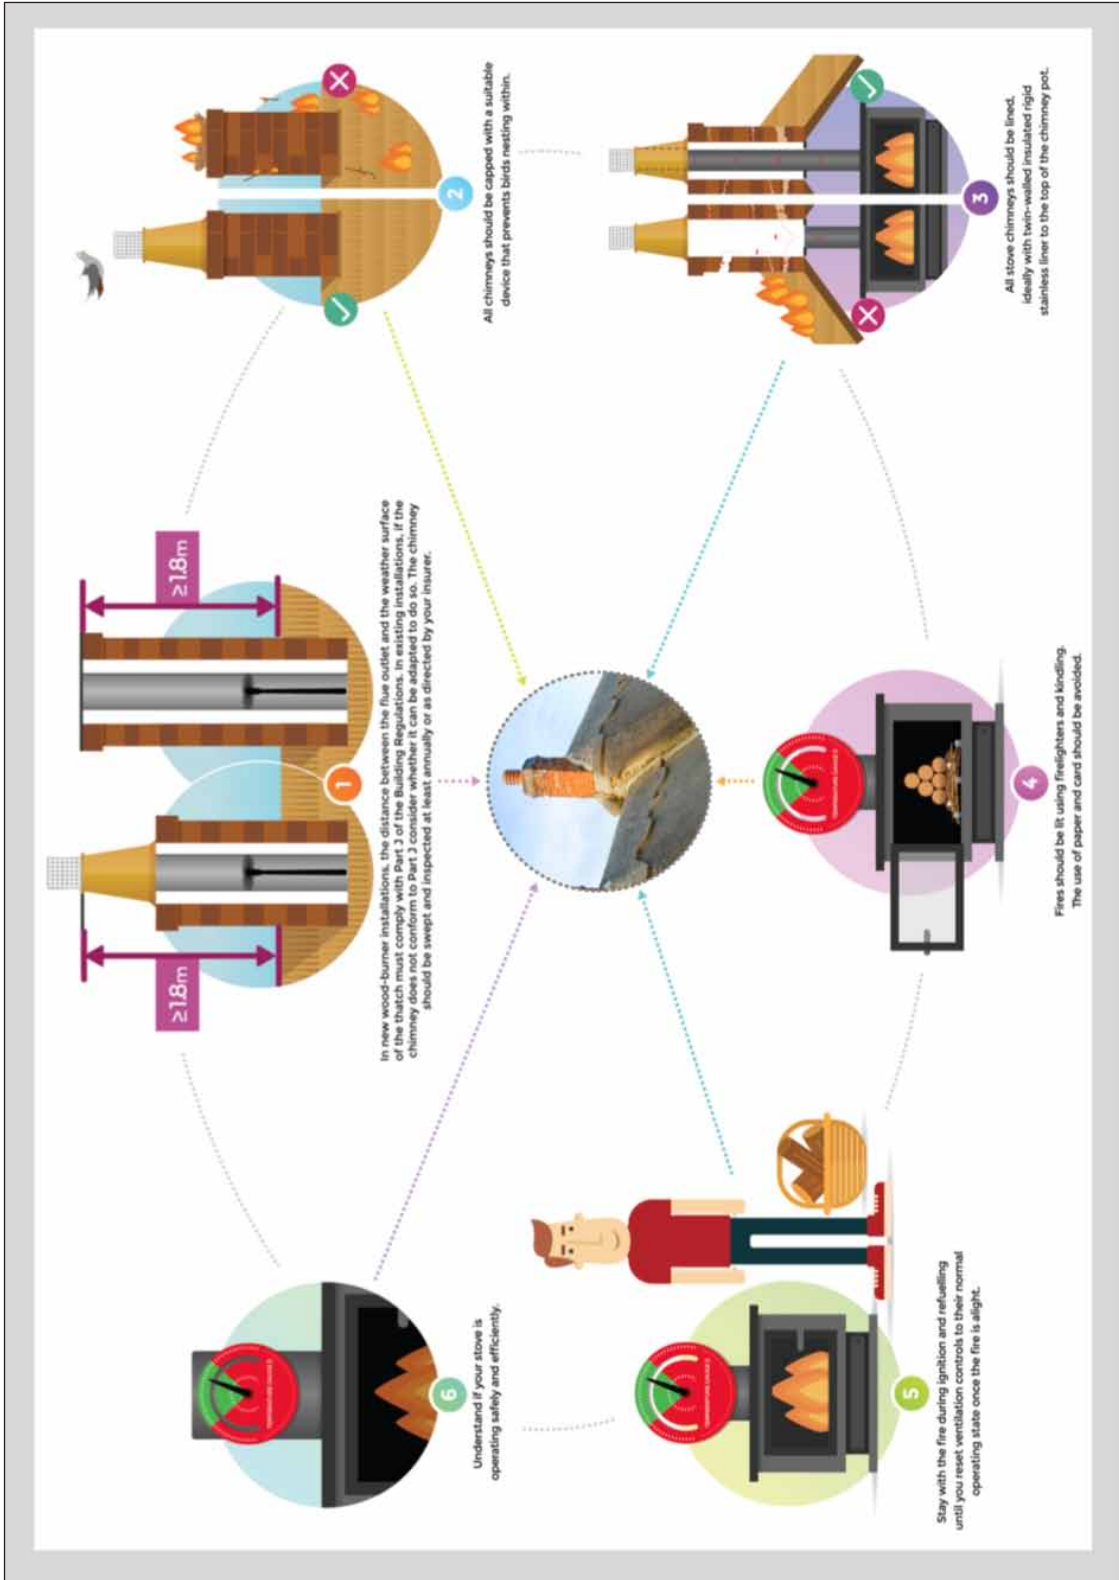 ≥1.8m
≥1.8m
1
In new wood-burner installations, the distance between the flue outlet and the weather surface
of the thatch must comply with Part J of the Building Regulations. In existing installations, if the
chimney does not conform to Part J consider whether it can be adapted to do so. The chimney
should be swept and inspected at least annually or as directed by your insurer.
2
All chimneys should be capped with a suitable
device that prevents birds nesting within.
3
All stove chimneys should be lined,
ideally with twin-walled insulated rigid
stainless liner to the top of the chimney pot.
4
Fires should be lit using firelighters and kindling.
The use of paper and card should be avoided.
5
Stay with the fire during ignition and refuelling
until you reset ventilation controls to their normal
operating state once the fire is alight.
6
Understand if your stove is
operating safely and efficiently.